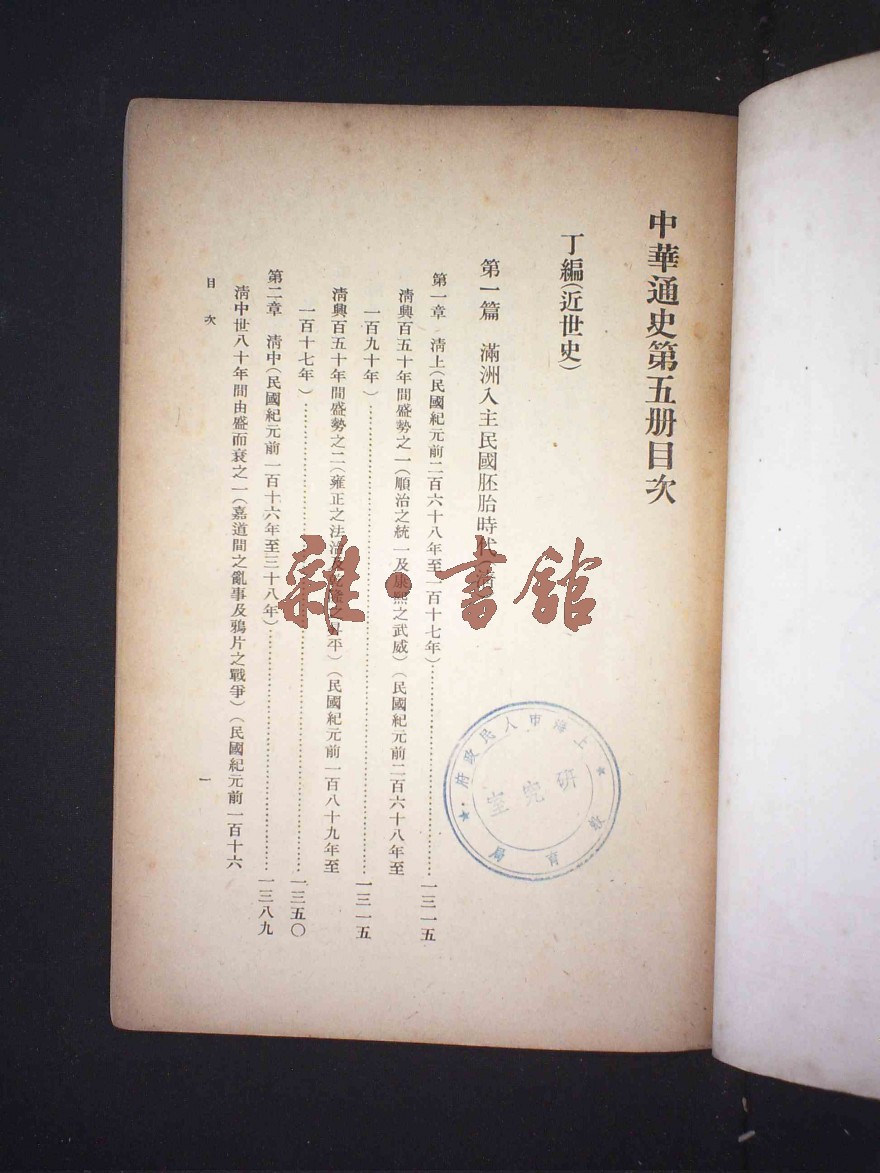 中華通史第五册目次
丁編(近世史)
第一篇 滿洲入主民國胚胎時代(
第一章 淸上(民國紀元前二百六十八年至一百十七年)……一三一五
淸興百五十年間盛勢之一(順治之統一及康熙之武威)(民國紀元前二百六十八年至
一百九十年)……一三一五
淸興百五十年間盛勢之二(雍正之法治及乾隆之昇平)(民國紀元前一百八十九年至
一百十七年)……一三五〇
第二章 淸中(民國紀元前一百十六年至三十八年)……一三八九
淸中世八十年間由盛而衰之一(嘉道間之亂事及鴉片之戰爭)(民國紀元前一百十六
目次
一
雜·書館
上海市人民政府
教育局
研究室